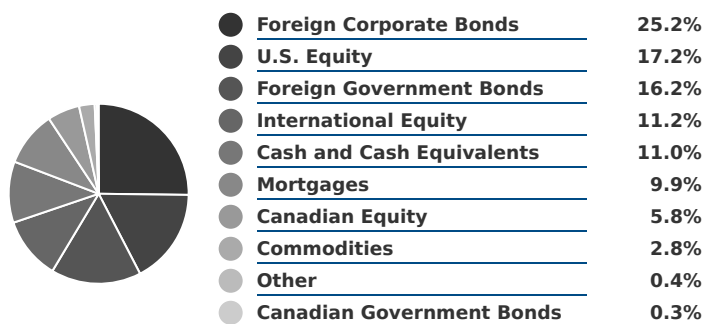 Foreign Corporate Bonds 25.2%
U.S. Equity 17.2%
Foreign Government Bonds 16.2%
International Equity 11.2%
Cash and Cash Equivalents 11.0%
Mortgages 9.9%
Canadian Equity 5.8%
Commodities 2.8%
Other 0.4%
Canadian Government Bonds 0.3%